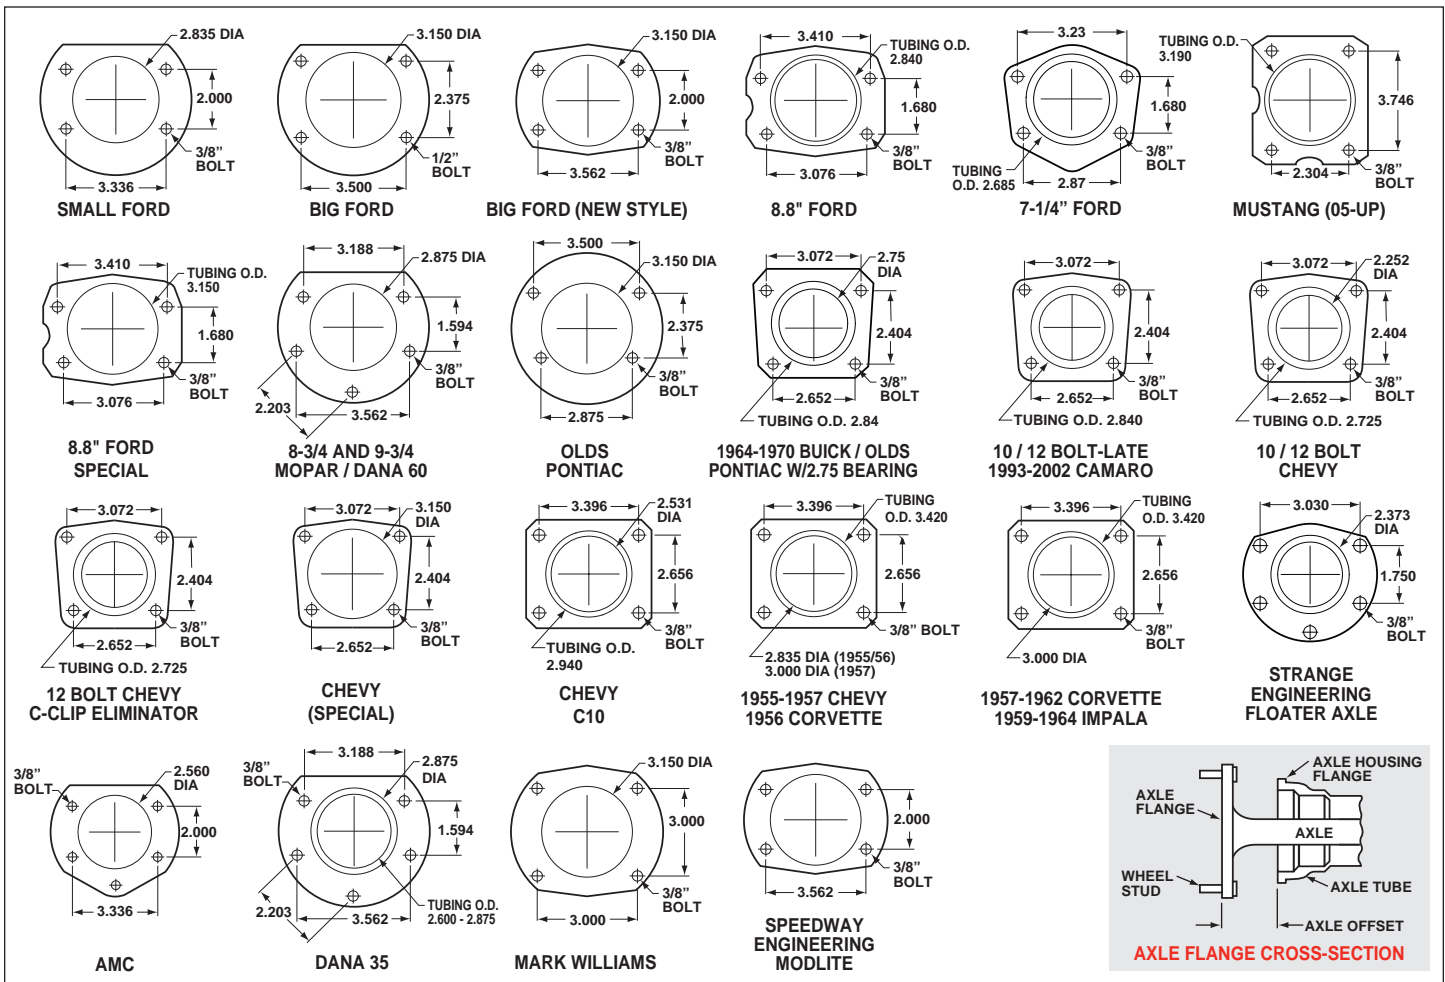 2.835 DIA
2.000
3/8”
BOLT
3.336
SMALL FORD
3.150 DIA
2.375
1/2”
BOLT
3.500
BIG FORD
3.150 DIA
2.000
3/8”
BOLT
3.562
BIG FORD (NEW STYLE)
3.410
TUBING O.D.
2.840
1.680
3/8”
BOLT
3.076
8.8" FORD
3.23
1.680
3/8”
BOLT
TUBING
O.D. 2.685
2.87
7-1/4” FORD
TUBING O.D.
3.190
3.746
3/8”
BOLT
2.304
MUSTANG (05-UP)
3.410
TUBING O.D.
3.150
1.680
3/8”
BOLT
3.076
8.8" FORD
SPECIAL
3.188
2.875 DIA
1.594
3/8”
BOLT
2.203
3.562
8-3/4 AND 9-3/4
MOPAR / DANA 60
3.500
3.150 DIA
2.375
3/8”
BOLT
2.875
OLDS
PONTIAC
3.072
2.75
DIA
2.404
3/8”
BOLT
2.652
TUBING O.D. 2.84
1964-1970 BUICK / OLDS
PONTIAC W/2.75 BEARING
3.072
2.404
3/8”
BOLT
2.652
TUBING O.D. 2.840
10 / 12 BOLT-LATE
1993-2002 CAMARO
3.072
2.252
DIA
2.404
3/8”
BOLT
2.652
TUBING O.D. 2.725
10 / 12 BOLT
CHEVY
3.072
2.404
3/8”
BOLT
2.652
TUBING O.D. 2.725
12 BOLT CHEVY
C-CLIP ELIMINATOR
3.072
3.150
DIA
2.404
3/8”
BOLT
2.652
CHEVY
(SPECIAL)
3.396
2.531
DIA
2.656
3/8”
BOLT
TUBING O.D.
2.940
CHEVY
C10
3.396
TUBING
O.D. 3.420
2.656
3/8” BOLT
2.835 DIA (1955/56)
3.000 DIA (1957)
1955-1957 CHEVY
1956 CORVETTE
3.396
TUBING
O.D. 3.420
2.656
3/8”
BOLT
3.000 DIA
1957-1962 CORVETTE
1959-1964 IMPALA
3.030
2.373
DIA
1.750
3/8”
BOLT
STRANGE
ENGINEERING
FLOATER AXLE
3/8”
BOLT
2.560
DIA
2.000
3.336
AMC
3/8”
BOLT
3.188
2.875
DIA
1.594
2.203
3.562
TUBING O.D.
2.600 - 2.875
DANA 35
3.150 DIA
3.000
3/8”
BOLT
3.000
MARK WILLIAMS
2.000
3/8”
BOLT
3.562
SPEEDWAY
ENGINEERING
MODLITE
AXLE HOUSING
FLANGE
AXLE
FLANGE
AXLE
WHEEL
STUD
AXLE TUBE
AXLE OFFSET
AXLE FLANGE CROSS-SECTION